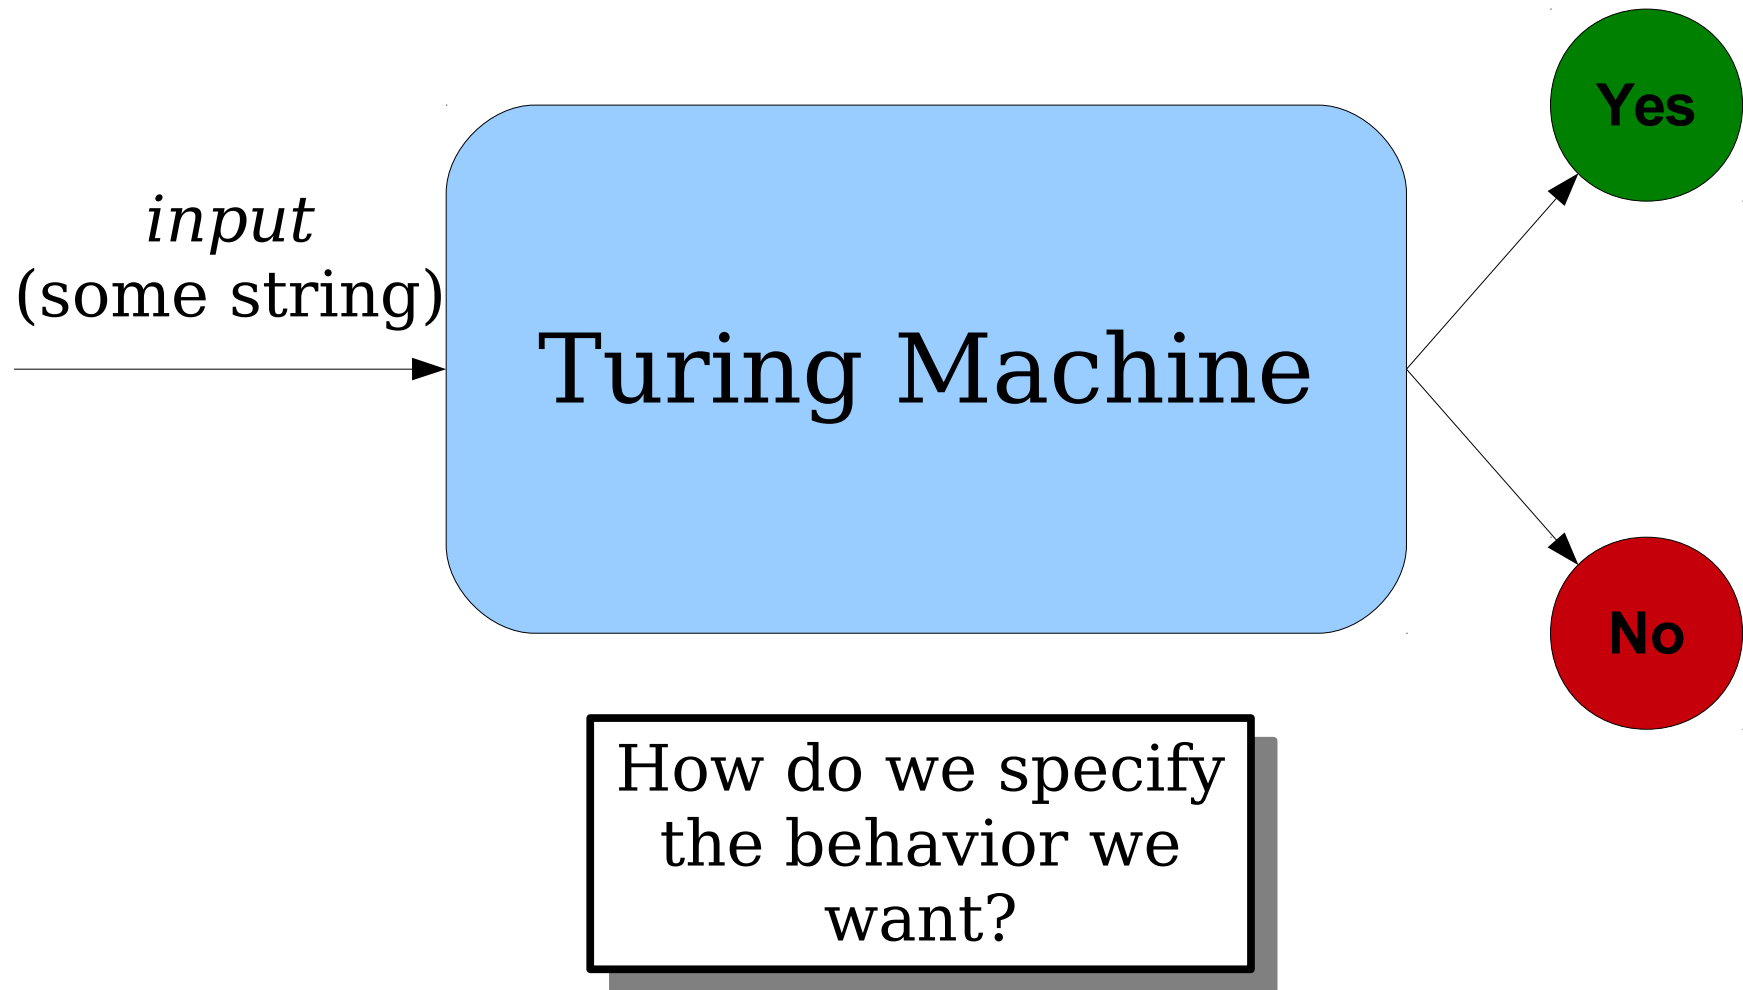 input
(some string)
Turing Machine
Yes
No
How do we specify
the behavior we
want?